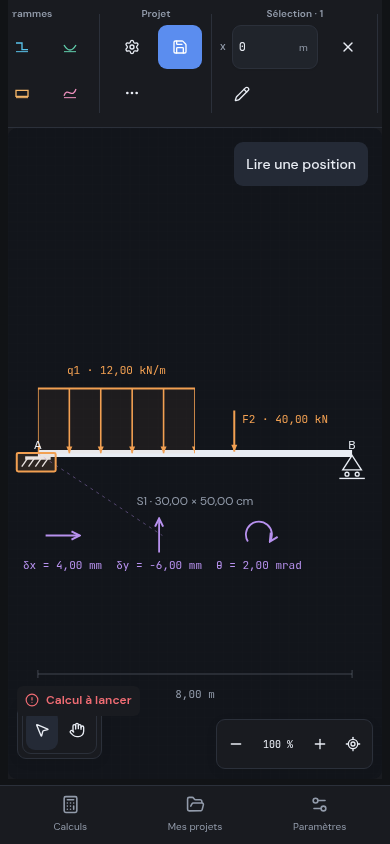 rammes
Projet
Sélection · 1
x 0 m
Lire une position
q1 · 12,00 kN/m
F2 · 40,00 kN
A
B
S1 · 30,00 × 50,00 cm
δx = 4,00 mm
δy = -6,00 mm
θ = 2,00 mrad
8,00 m
Calcul à lancer
100 %
Calculs
Mes projets
Paramètres